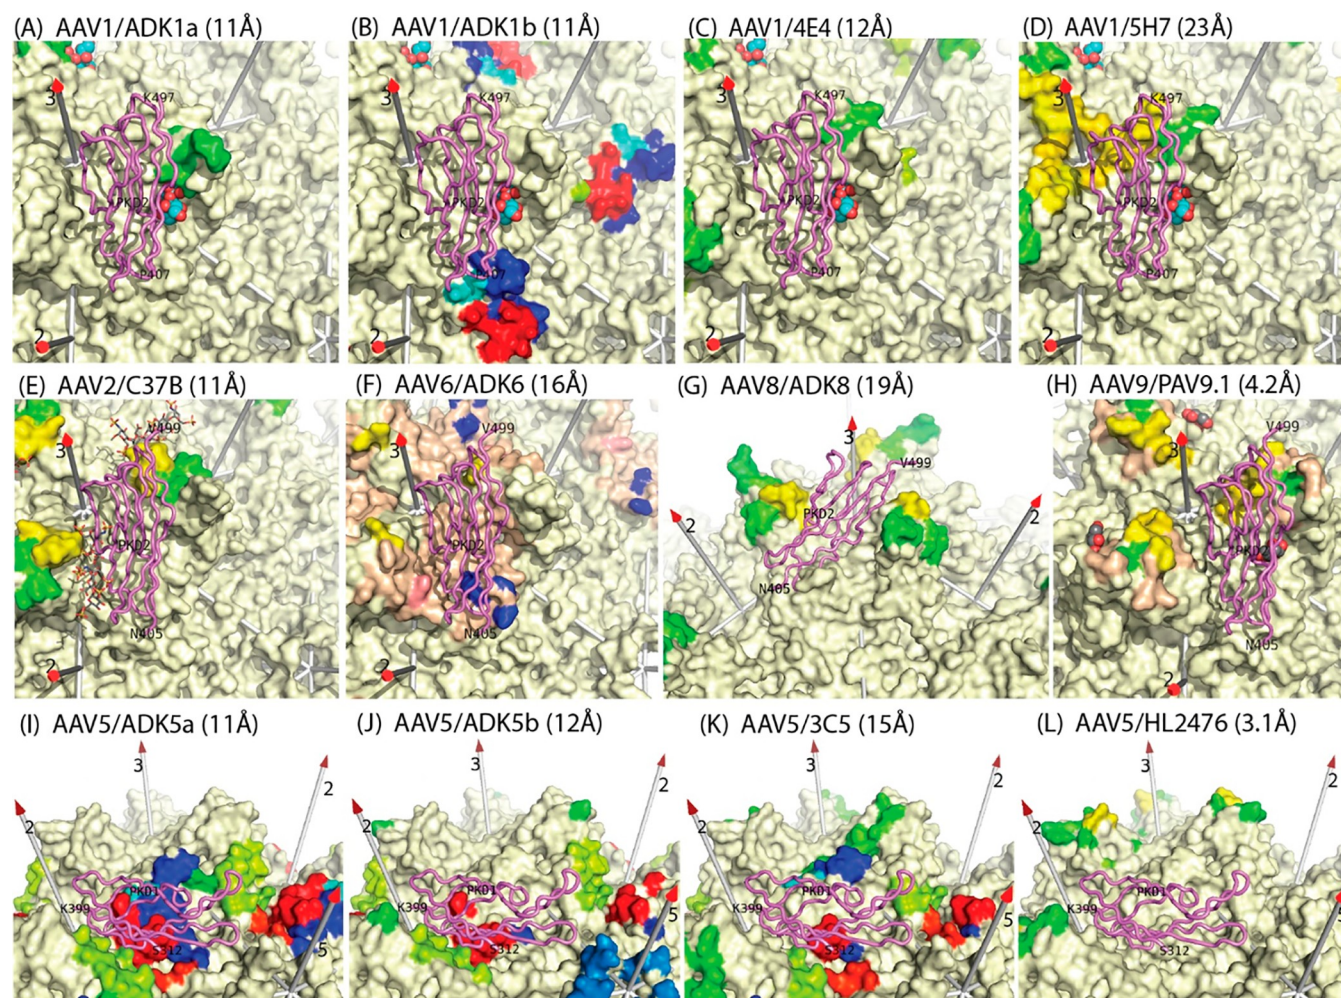 (A) AAV1/ADK1a (11Å)
(B) AAV1/ADK1b (11Å)
(C) AAV1/4E4 (12Å)
(D) AAV1/5H7 (23Å)
3 K497
3 K497
3 K497
3 K497
PKD2
PKD2
PKD2
PKD2
P407
P407
P407
P407
2
2
2
2
(E) AAV2/C37B (11Å)
(F) AAV6/ADK6 (16Å)
(G) AAV8/ADK8 (19Å)
(H) AAV9/PAV9.1 (4.2Å)
3 V499
3 V499
3 V499
3 V499
PKD2
PKD2
2 PKD2 2
PKD2
N405
N405
N405
N405
2
2
2
(I) AAV5/ADK5a (11Å)
(J) AAV5/ADK5b (12Å)
(K) AAV5/3C5 (15Å)
(L) AAV5/HL2476 (3.1Å)
3 2
3 2
3 2
3 2
2
2
2
2
PKD1
PKD1
PKD1
PKD1
K399
K399
K399
K399
S312 5
S312 5
S312 5
S312 5